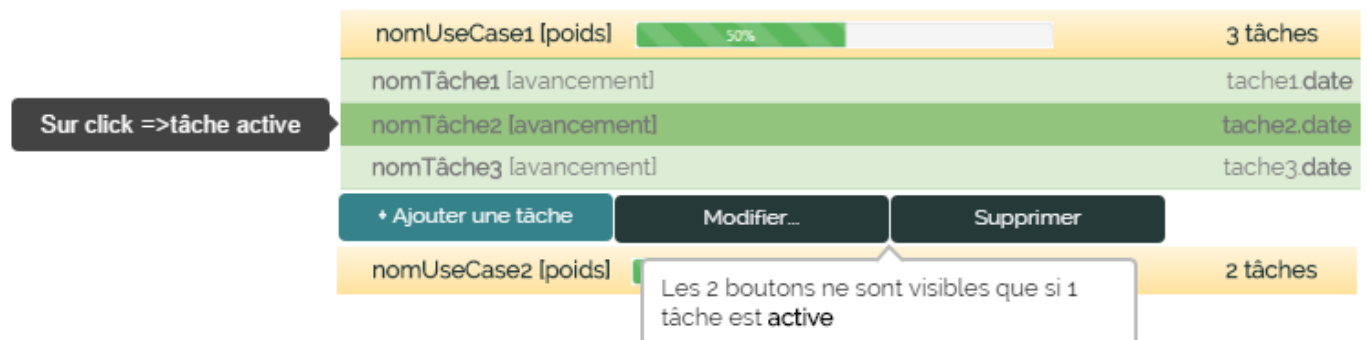 nomUseCase1 [poids] 50% 3 tâches
nomTâche1 [avancement] tache1.date
Sur click =>tâche active nomTâche2 [avancement] tache2.date
nomTâche3 [avancement] tache3.date
+ Ajouter une tâche Modifier... Supprimer
nomUseCase2 [poids] 2 tâches
Les 2 boutons ne sont visibles que si 1
tâche est active